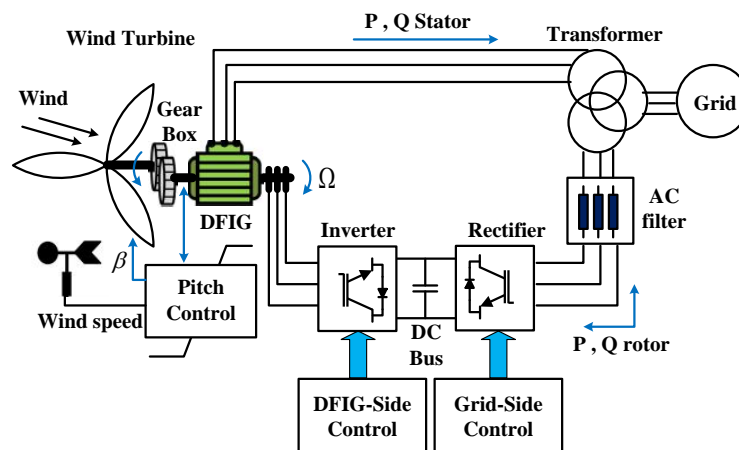 P , Q Stator
Wind Turbine
Transformer
Wind
Gear
Box
Grid
Ω
DFIG
AC
filter
Inverter
Rectifier
β
Pitch
Control
Wind speed
DC
Bus
P , Q rotor
DFIG-Side
Control
Grid-Side
Control